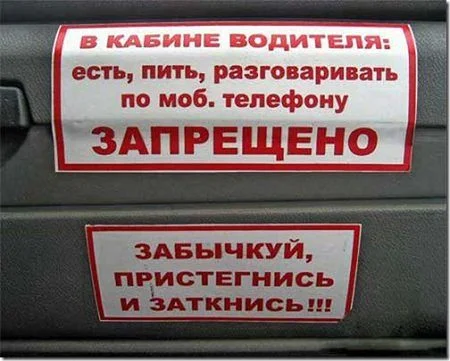 В КАБИНЕ ВОДИТЕЛЯ:
есть, пить, разговаривать
по моб. телефону
ЗАПРЕЩЕНО
ЗАБЫЧКУЙ,
ПРИСТЕГНИСЬ
И ЗАТКНИСЬ!!!